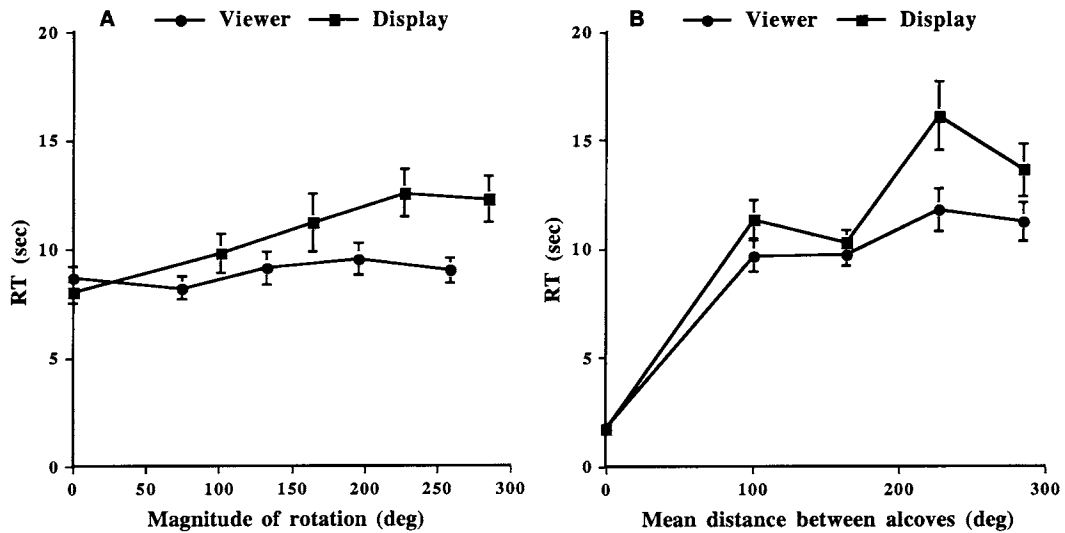 A Viewer Display
20
15
10
5
0
RT (sec)
0 50 100 150 200 250 300
Magnitude of rotation (deg)
B Viewer Display
20
15
10
5
0
RT (sec)
0 100 200 300
Mean distance between alcoves (deg)